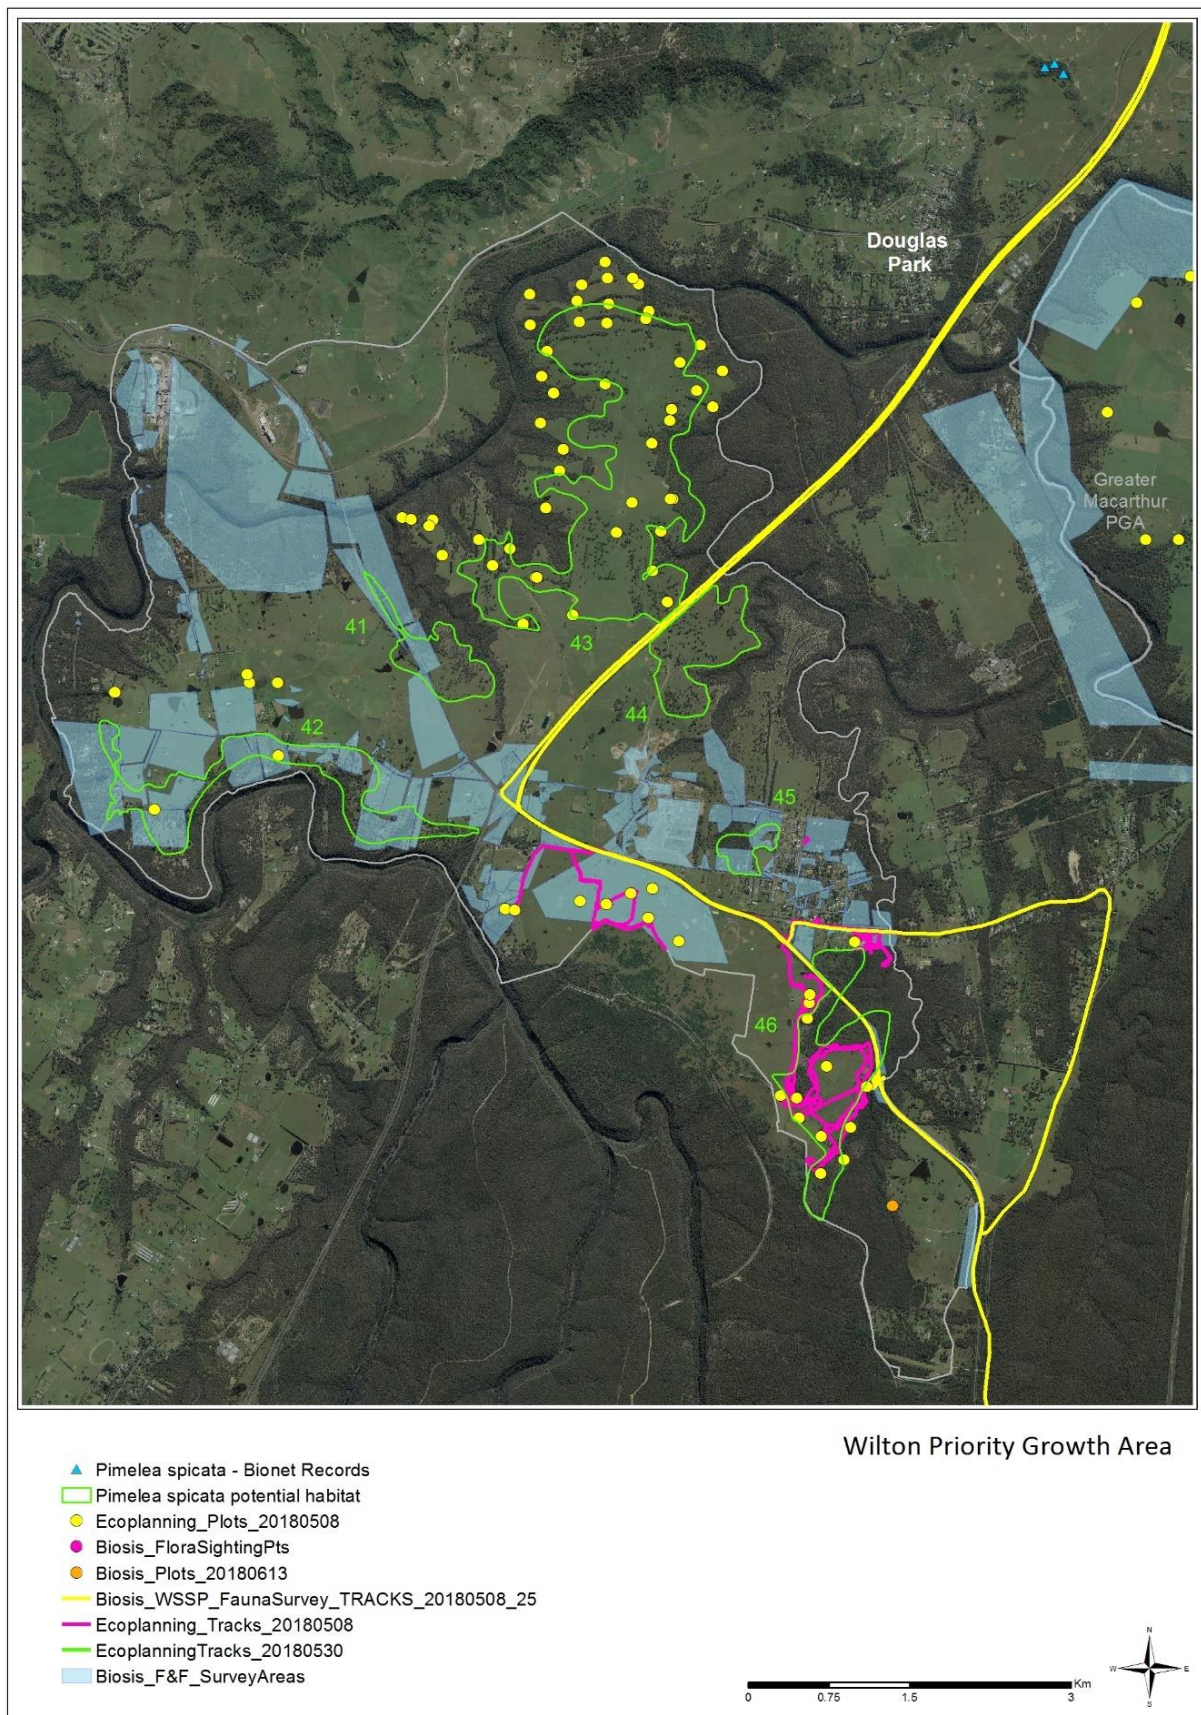 Douglas
Park
Greater
Macarthur
PGA
41
43
42
44
45
46
Wilton Priority Growth Area
Pimelea spicata - Bionet Records
Pimelea spicata potential habitat
Ecoplanning_Plots_20180508
Biosis_FloraSightingPts
Biosis_Plots_20180613
Biosis_WSSP_FaunaSurvey_TRACKS_20180508_25
Ecoplanning_Tracks_20180508
EcoplanningTracks_20180530
Biosis_F&F_SurveyAreas
N
W E
S
Km
0 0.75 1.5 3